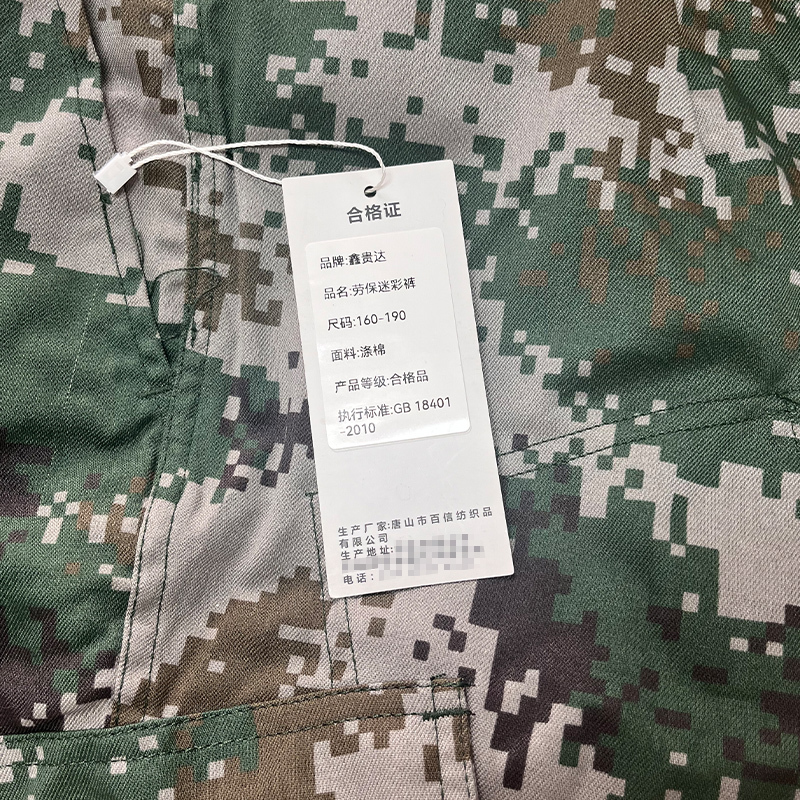 合格证
品牌:鑫贵达
品名:劳保迷彩裤
尺码:160-190
面料:涤棉
产品等级:合格品
执行标准:GB 18401
-2010
生产厂家:唐山市百信纺织品
有限公司
生产地址:
电话: